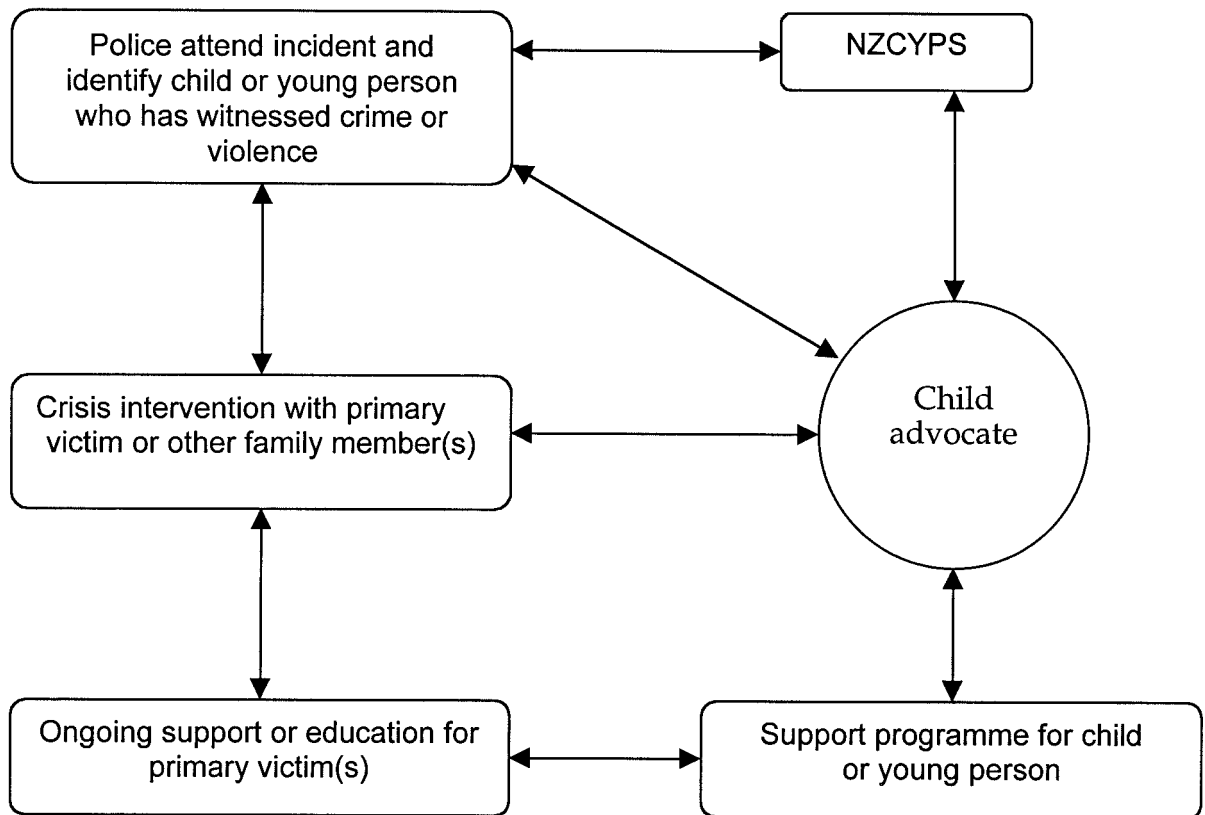 Police attend incident and
identify child or young person
who has witnessed crime or
violence
NZCYPS
Crisis intervention with primary
victim or other family member(s)
Child
advocate
Ongoing support or education for
primary victim(s)
Support programme for child
or young person